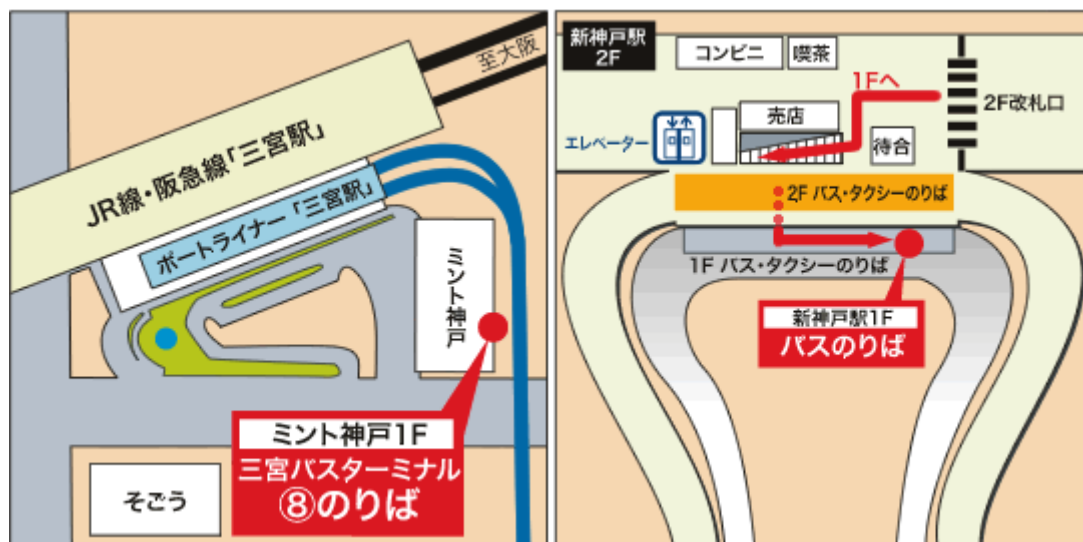 至大阪
JR線・阪急線「三宮駅」
ポートライナー「三宮駅」
ミント神戸
ミント神戸1F
三宮バスターミナル
⑧のりば
そごう
新神戸駅
2F
コンビニ
喫茶
1Fへ
2F改札口
売店
エレベーター
待合
2F バス・タクシーのりば
1F バス・タクシーのりば
新神戸駅1F
バスのりば